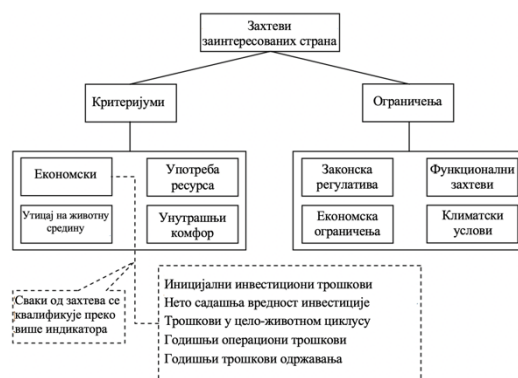 Захтеви
заинтересованих страна
Критеријуми
Ограничења
Економски
Употреба
ресурса
Утицај на животну
средину
Унутрашњи
комфор
Законска
регулатива
Функционални
захтеви
Економска
ограничења
Климатски
услови
Сваки од захтева се
квалификује преко
више индикатора
Иницијални инвестициони трошкови
Нето садашња вредност инвестиције
Трошкови у цело-животном циклусу
Годишњи операциони трошкови
Годишњи трошкови одржавања